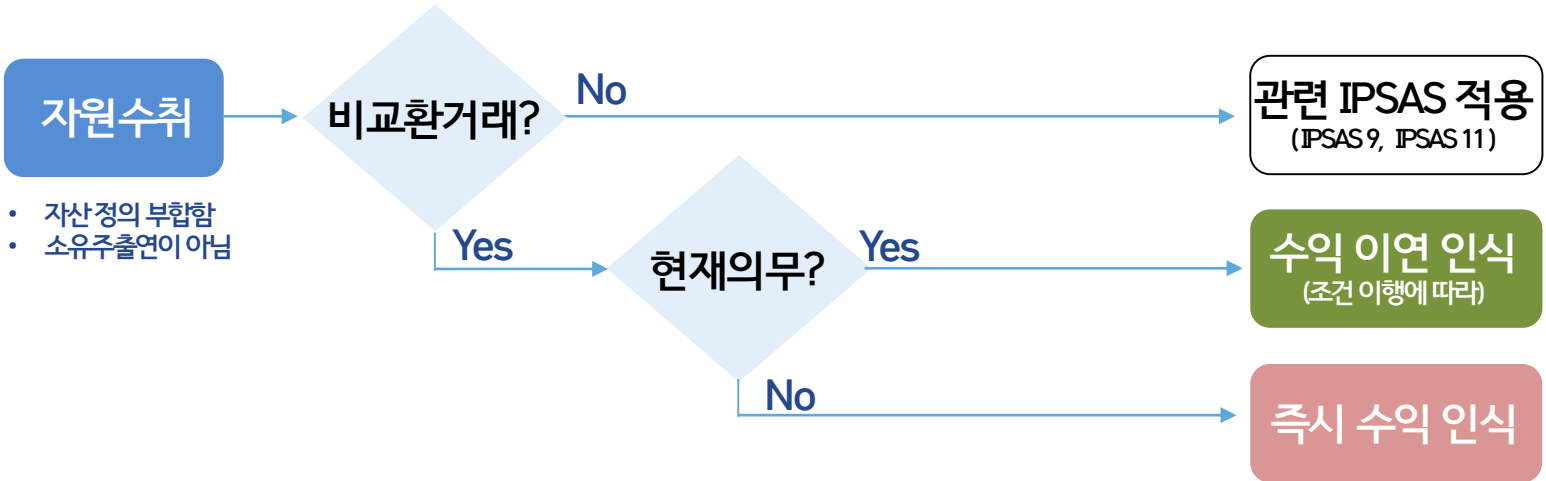 자원수취
• 자산 정의 부합함
• 소유주출연이 아님
비교환거래?
No
관련 IPSAS 적용
(IPSAS 9, IPSAS 11)
Yes
현재의무?
Yes
수익 이연 인식
(조건 이행에 따라)
No
즉시 수익 인식